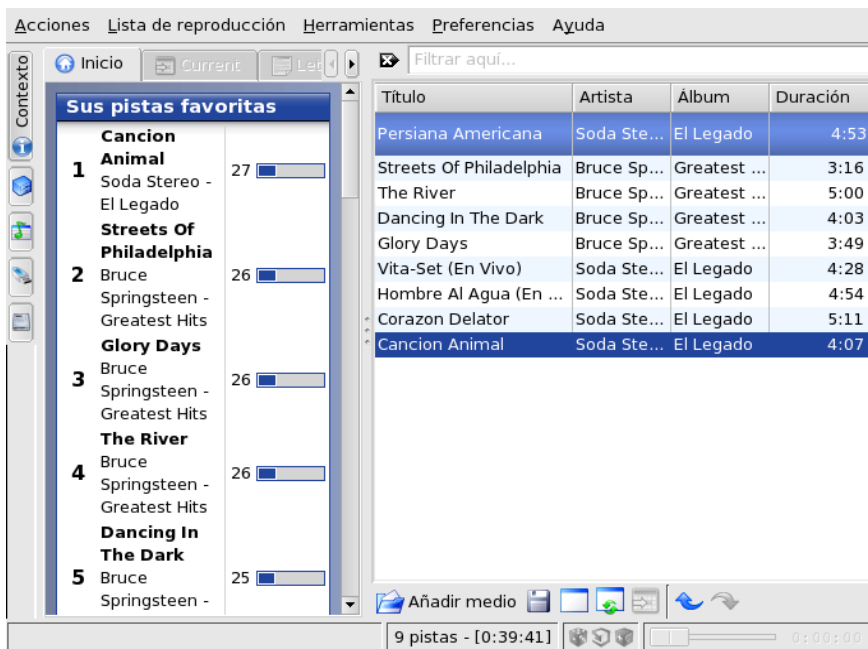 Acciones Lista de reproducción Herramientas Preferencias Ayuda
Contexto
Inicio Current
Filtrar aquí...
Sus pistas favoritas
1 Cancion
Animal
Soda Stereo -
El Legado
27
2 Streets Of
Philadelphia
Bruce
Springsteen -
Greatest Hits
26
3 Glory Days
Bruce
Springsteen -
Greatest Hits
26
4 The River
Bruce
Springsteen -
Greatest Hits
26
5 Dancing In
The Dark
Bruce
Springsteen -
25
Título Artista Álbum Duración
Persiana Americana Soda Ste... El Legado 4:53
Streets Of Philadelphia Bruce Sp... Greatest ... 3:16
The River Bruce Sp... Greatest ... 5:00
Dancing In The Dark Bruce Sp... Greatest ... 4:03
Glory Days Bruce Sp... Greatest ... 3:49
Vita-Set (En Vivo) Soda Ste... El Legado 4:28
Hombre Al Agua (En ... Soda Ste... El Legado 4:54
Corazon Delator Soda Ste... El Legado 5:11
Cancion Animal Soda Ste... El Legado 4:07
Añadir medio
9 pistas - [0:39:41] 0:00:00